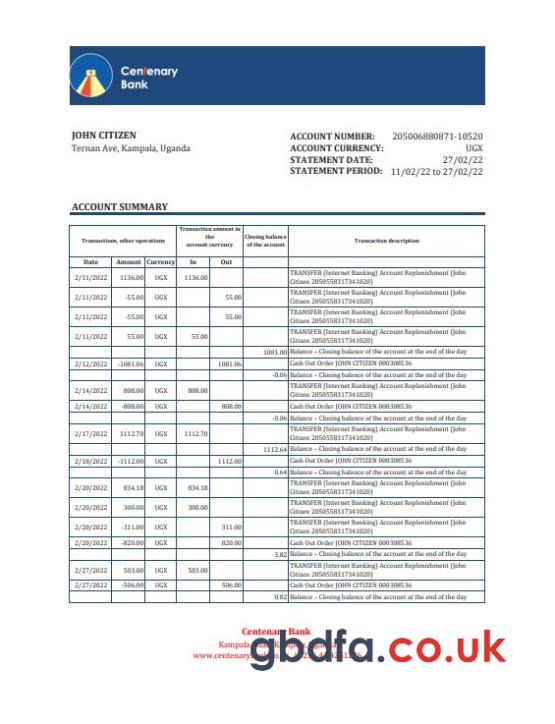 Centenary
Bank
JOHN CITIZEN
Ternan Ave, Kampala, Uganda
ACCOUNT NUMBER: 205006880871-10520
ACCOUNT CURRENCY: UGX
STATEMENT DATE: 27/02/22
STATEMENT PERIOD: 11/02/22 to 27/02/22
ACCOUNT SUMMARY
Transactions, other operations
Transaction amount in
the
account currency
Closing balance
of the account
Transaction description
Date Amount Currency In Out
2/11/2022 1136.00 UGX 1136.00 TRANSFER (Internet Banking) Account Replenishment (John
Citizen 2050558317341020)
2/11/2022 -55.00 UGX 55.00 TRANSFER (Internet Banking) Account Replenishment (John
Citizen 2050558317341020)
2/11/2022 -55.00 UGX 55.00 TRANSFER (Internet Banking) Account Replenishment (John
Citizen 2050558317341020)
2/11/2022 55.00 UGX 55.00 TRANSFER (Internet Banking) Account Replenishment (John
Citizen 2050558317341020)
1081.00 Balance – Closing balance of the account at the end of the day
2/12/2022 -1081.06 UGX 1081.06 Cash Out Order JOHN CITIZEN 000308536
-0.06 Balance – Closing balance of the account at the end of the day
2/14/2022 808.00 UGX 808.00 TRANSFER (Internet Banking) Account Replenishment (John
Citizen 2050558317341020)
2/14/2022 -808.00 UGX 808.00 Cash Out Order JOHN CITIZEN 000308536
-0.06 Balance – Closing balance of the account at the end of the day
2/17/2022 1112.70 UGX 1112.70 TRANSFER (Internet Banking) Account Replenishment (John
Citizen 2050558317341020)
1112.64 Balance – Closing balance of the account at the end of the day
2/18/2022 -1112.00 UGX 1112.00 Cash Out Order JOHN CITIZEN 000308536
0.64 Balance – Closing balance of the account at the end of the day
2/20/2022 834.18 UGX 834.18 TRANSFER (Internet Banking) Account Replenishment (John
Citizen 2050558317341020)
2/20/2022 300.00 UGX 300.00 TRANSFER (Internet Banking) Account Replenishment (John
Citizen 2050558317341020)
2/20/2022 -311.00 UGX 311.00 TRANSFER (Internet Banking) Account Replenishment (John
Citizen 2050558317341020)
2/20/2022 -820.00 UGX 820.00 Cash Out Order JOHN CITIZEN 000308536
3.82 Balance – Closing balance of the account at the end of the day
2/27/2022 503.00 UGX 503.00 TRANSFER (Internet Banking) Account Replenishment (John
Citizen 2050558317341020)
2/27/2022 -506.00 UGX 506.00 Cash Out Order JOHN CITIZEN 000308536
0.82 Balance – Closing balance of the account at the end of the day
Centenary Bank
gbdfa.co.uk